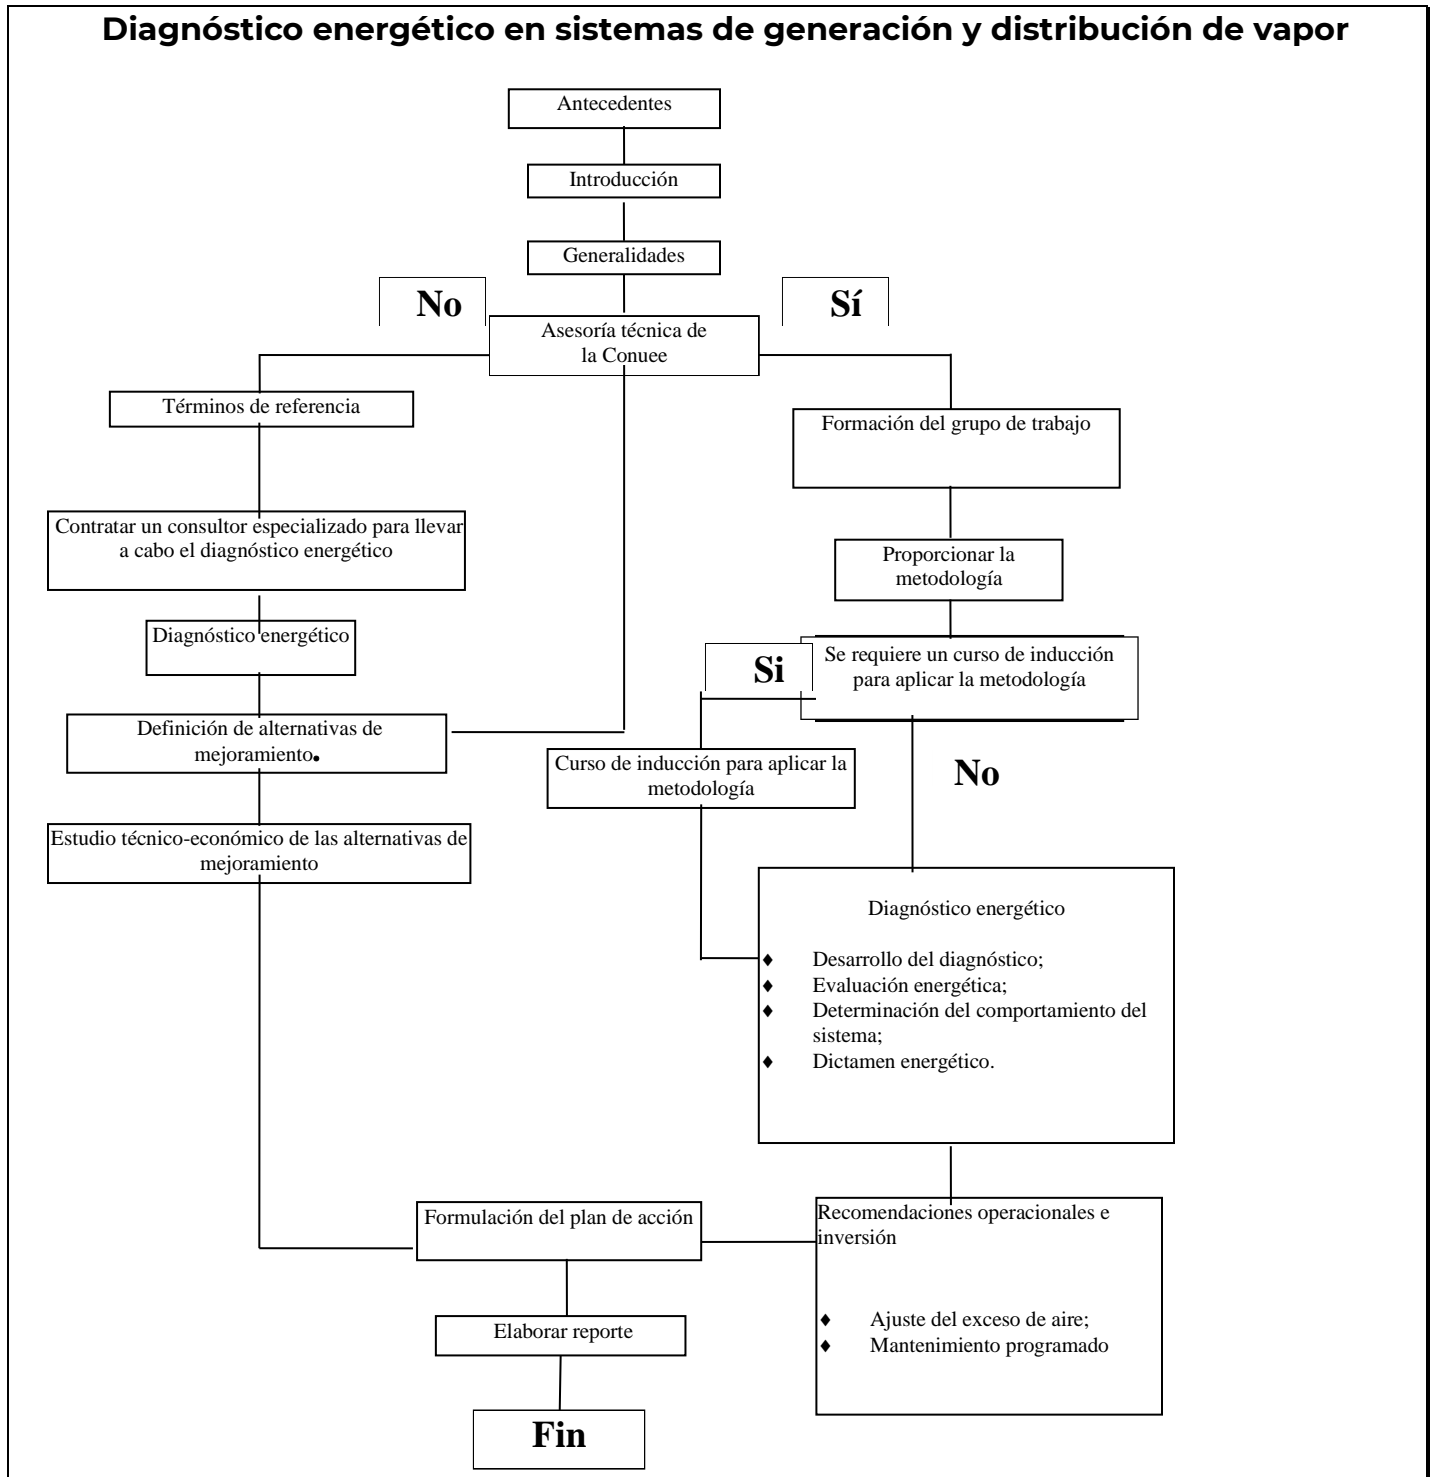 Diagnóstico energético en sistemas de generación y distribución de vapor
Antecedentes
Introducción
Generalidades
No
Sí
Asesoría técnica de
la Conuee
Términos de referencia
Formación del grupo de trabajo
Contratar un consultor especializado para llevar
a cabo el diagnóstico energético
Proporcionar la
metodología
Diagnóstico energético
Si
Se requiere un curso de inducción
para aplicar la metodología
Definición de alternativas de
mejoramiento.
Curso de inducción para aplicar la
metodología
No
Estudio técnico-económico de las alternativas de
mejoramiento
Diagnóstico energético
♦ Desarrollo del diagnóstico;
♦ Evaluación energética;
♦ Determinación del comportamiento del
sistema;
♦ Dictamen energético.
Formulación del plan de acción
Recomendaciones operacionales e
inversión
♦ Ajuste del exceso de aire;
♦ Mantenimiento programado
Elaborar reporte
Fin